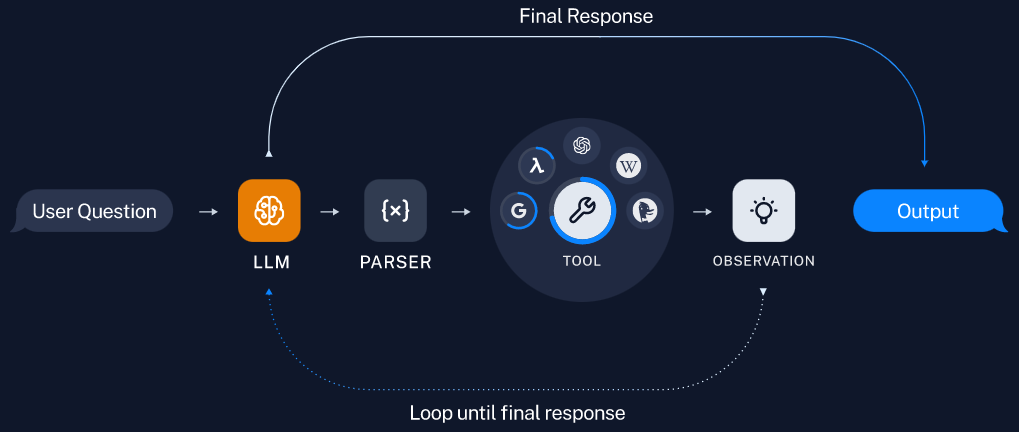 Final Response
User Question
LLM
PARSER
{x}
λ
G
W
TOOL
OBSERVATION
Output
Loop until final response